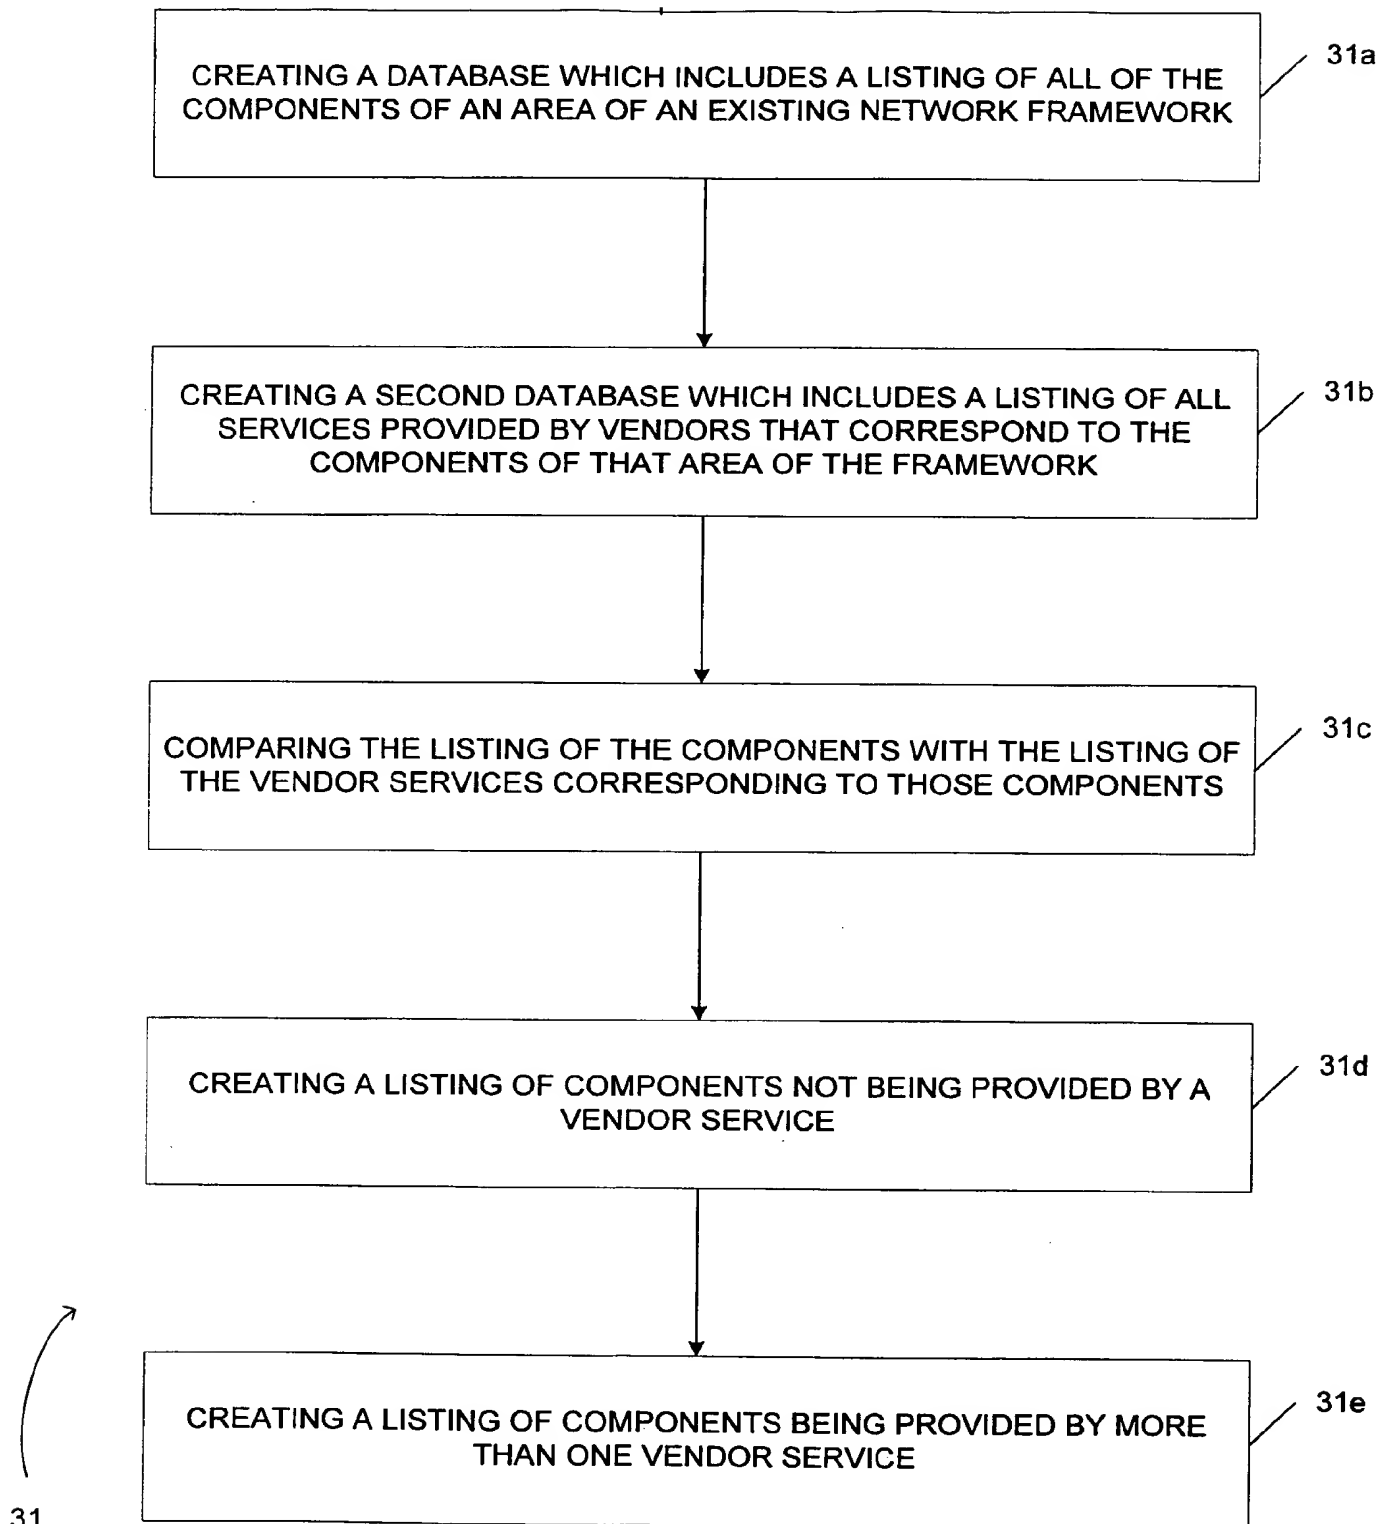 CREATING A DATABASE WHICH INCLUDES A LISTING OF ALL OF THE
COMPONENTS OF AN AREA OF AN EXISTING NETWORK FRAMEWORK
31a
CREATING A SECOND DATABASE WHICH INCLUDES A LISTING OF ALL
SERVICES PROVIDED BY VENDORS THAT CORRESPOND TO THE
COMPONENTS OF THAT AREA OF THE FRAMEWORK
31b
COMPARING THE LISTING OF THE COMPONENTS WITH THE LISTING OF
THE VENDOR SERVICES CORRESPONDING TO THOSE COMPONENTS
31c
CREATING A LISTING OF COMPONENTS NOT BEING PROVIDED BY A
VENDOR SERVICE
31d
CREATING A LISTING OF COMPONENTS BEING PROVIDED BY MORE
THAN ONE VENDOR SERVICE
31e
31